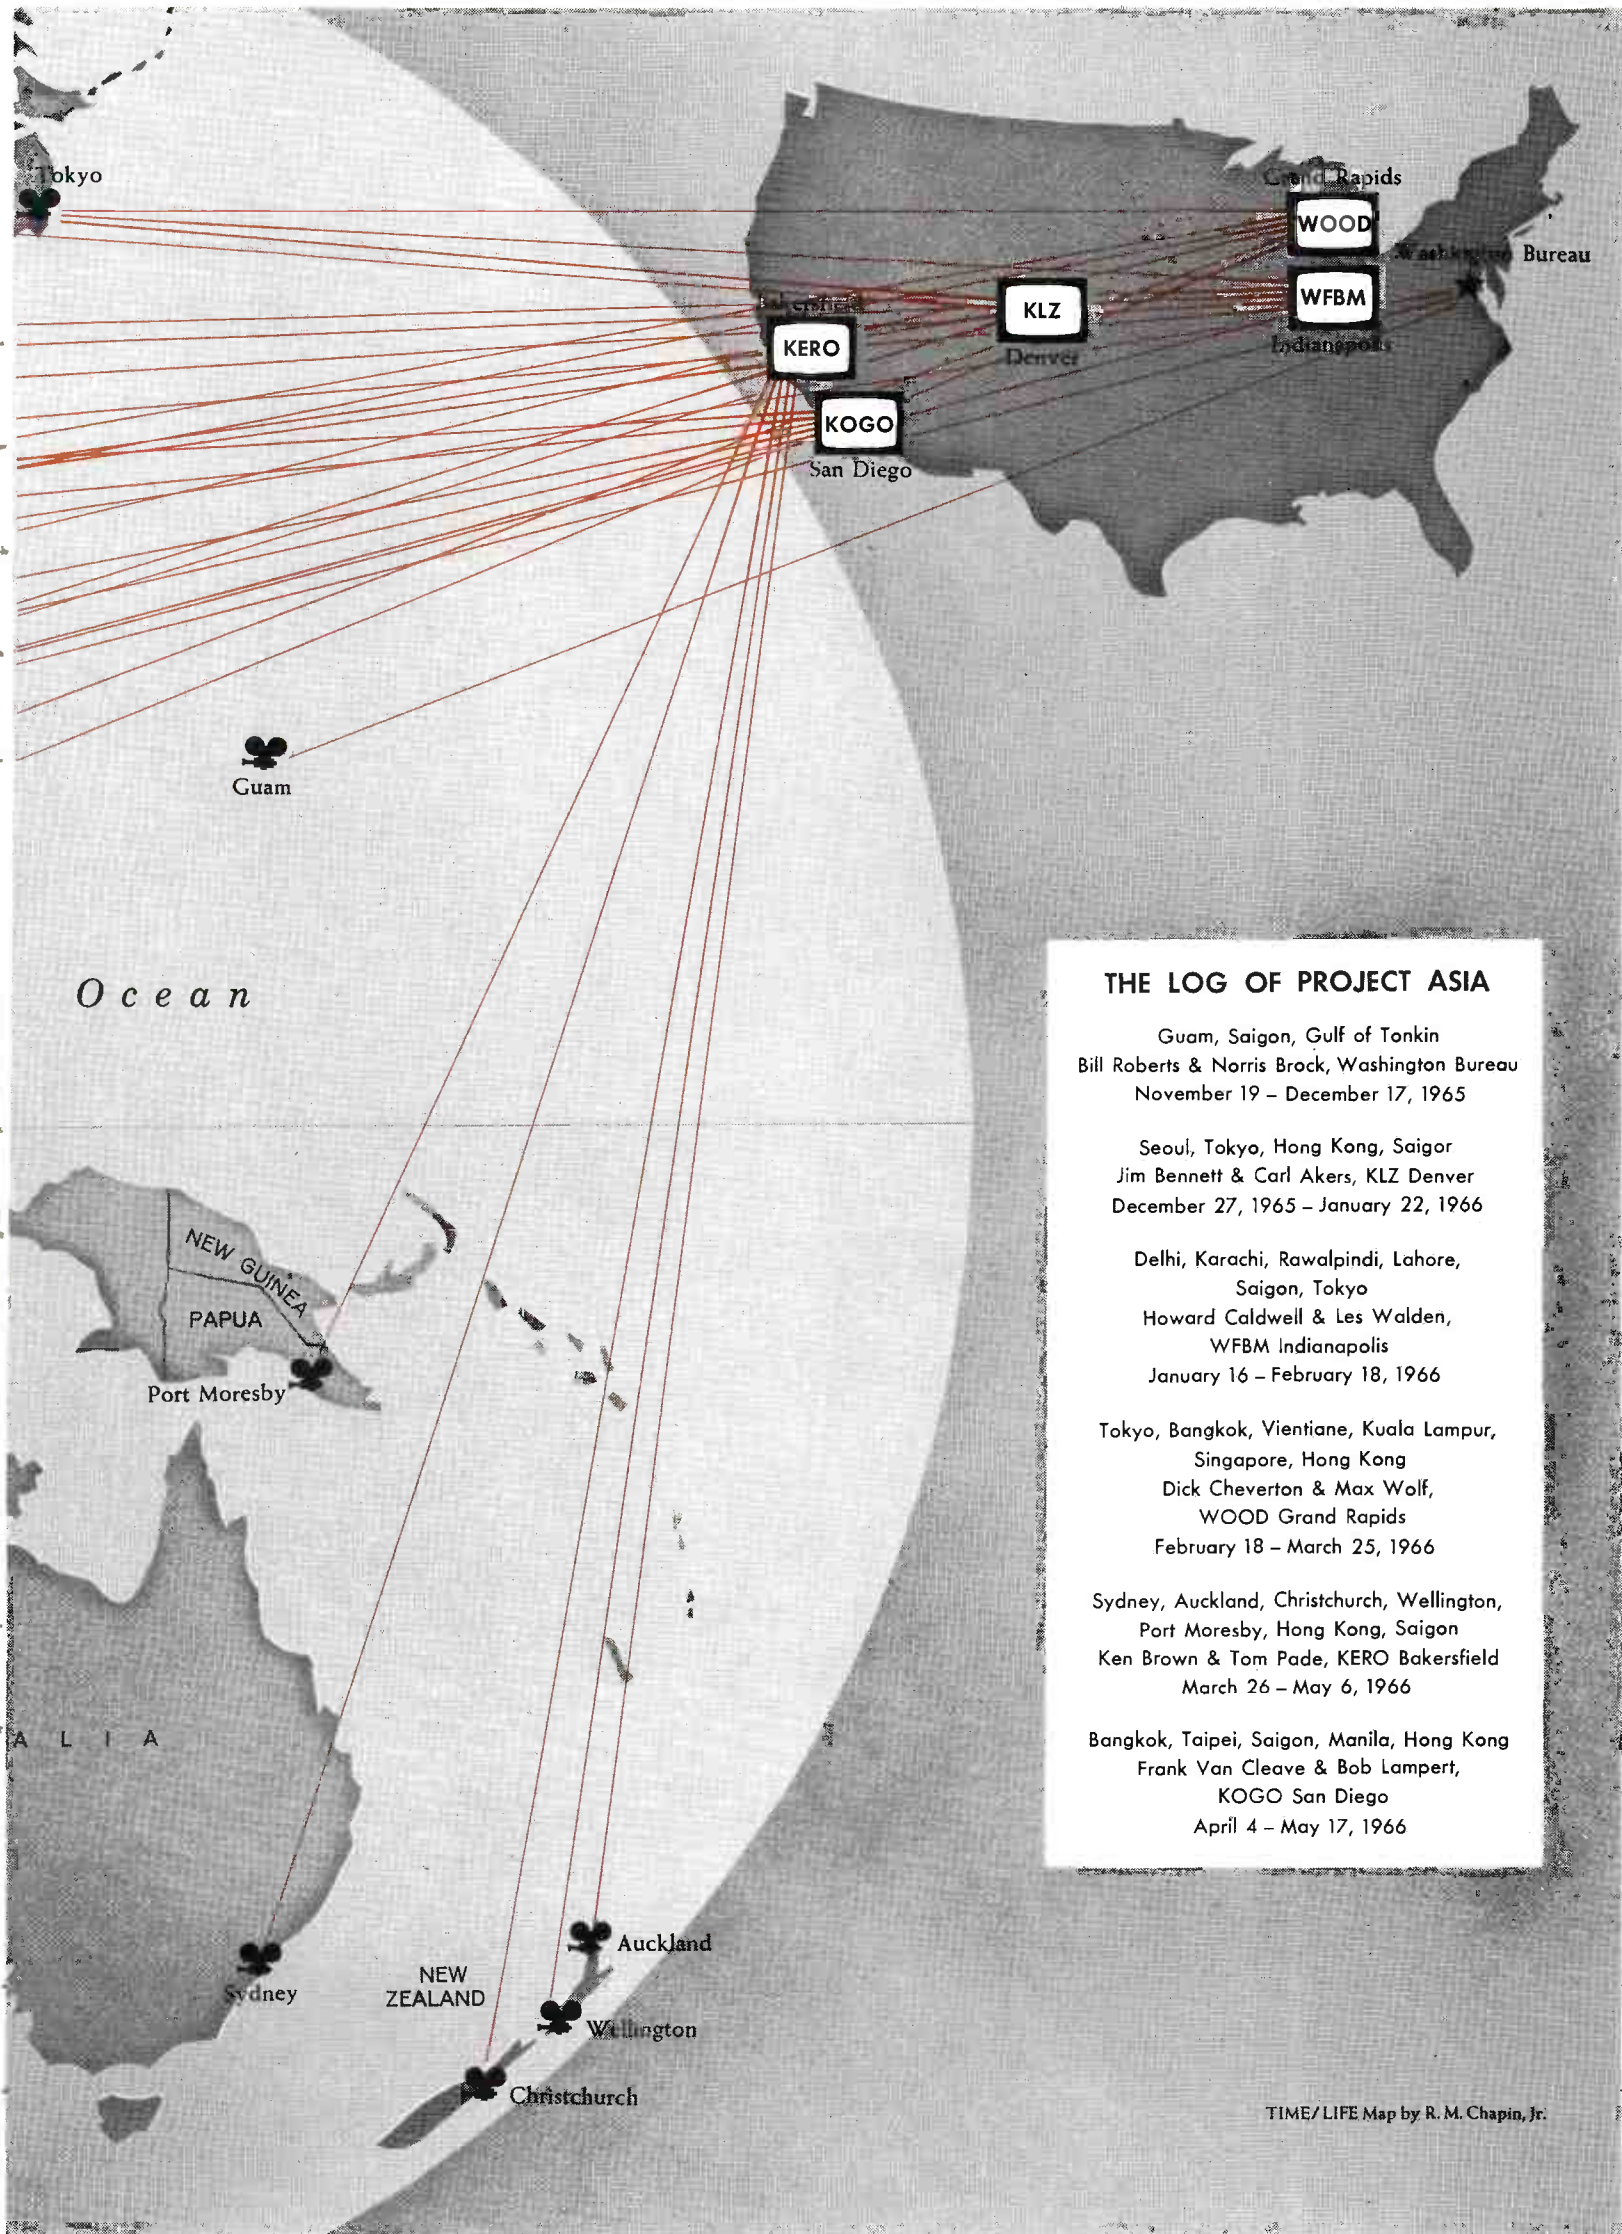 Tokyo
Grand Rapids
WOOD
Washington Bureau
WFBM
Indianapolis
KLZ
Denver
KERO
KOGO
San Diego
Guam
Ocean
THE LOG OF PROJECT ASIA
Guam, Saigon, Gulf of Tonkin
Bill Roberts & Norris Brock, Washington Bureau
November 19 – December 17, 1965
Seoul, Tokyo, Hong Kong, Saigor
Jim Bennett & Carl Akers, KLZ Denver
December 27, 1965 – January 22, 1966
Delhi, Karachi, Rawalpindi, Lahore,
Saigon, Tokyo
Howard Caldwell & Les Walden,
WFBM Indianapolis
January 16 – February 18, 1966
Tokyo, Bangkok, Vientiane, Kuala Lampur,
Singapore, Hong Kong
Dick Cheverton & Max Wolf,
WOOD Grand Rapids
February 18 – March 25, 1966
Sydney, Auckland, Christchurch, Wellington,
Port Moresby, Hong Kong, Saigon
Ken Brown & Tom Pade, KERO Bakersfield
March 26 – May 6, 1966
Bangkok, Taipei, Saigon, Manila, Hong Kong
Frank Van Cleave & Bob Lampert,
KOGO San Diego
April 4 – May 17, 1966
NEW GUINEA
PAPUA
Port Moresby
A L I A
Sydney
NEW
ZEALAND
Auckland
Wellington
Christchurch
TIME/LIFE Map by R. M. Chapin, Jr.